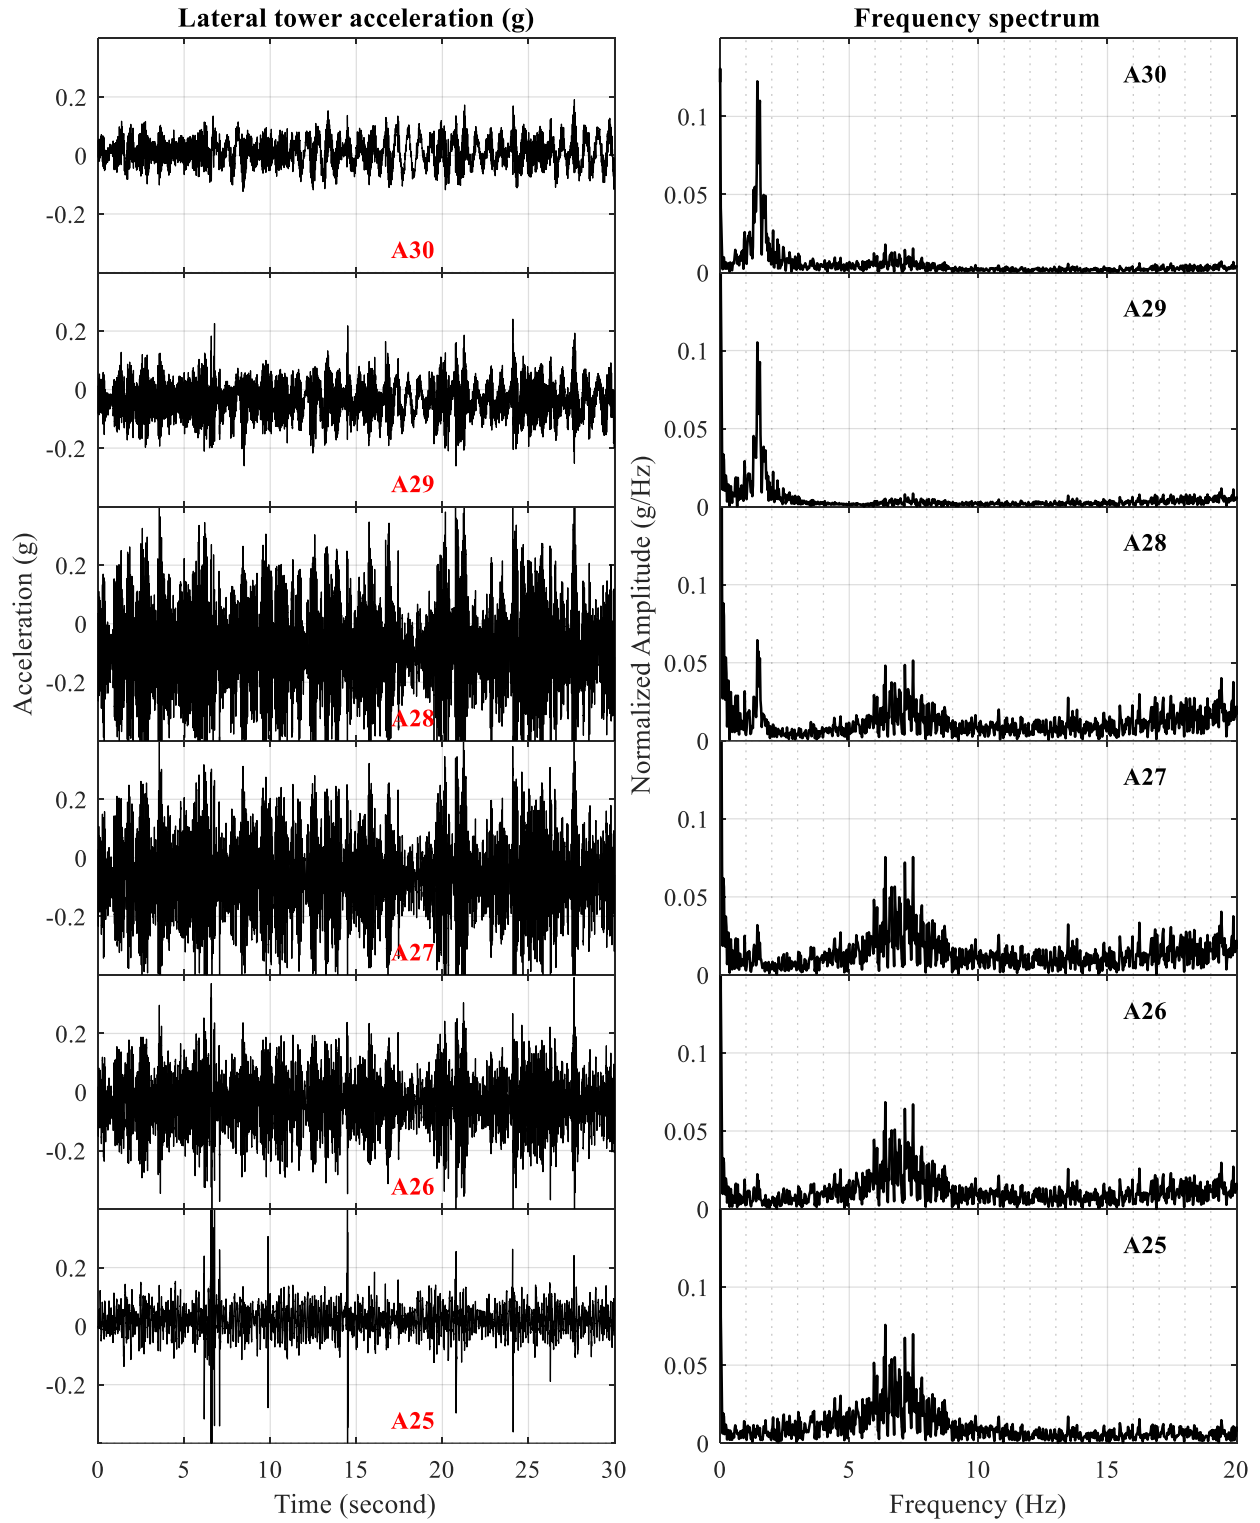 Lateral tower acceleration (g)
Frequency spectrum
0.2
0
-0.2
A30
0.1
0.05
0
A30
0.2
0
-0.2
A29
0.1
0.05
0
A29
0.2
0
-0.2
A28
0.1
0.05
0
A28
0.2
0
-0.2
A27
0.1
0.05
0
A27
0.2
0
-0.2
A26
0.1
0.05
0
A26
0.2
0
-0.2
A25
0.1
0.05
0
A25
Acceleration (g)
Normalized Amplitude (g/Hz)
0 5 10 15 20 25 30
0 5 10 15 20
Time (second)
Frequency (Hz)